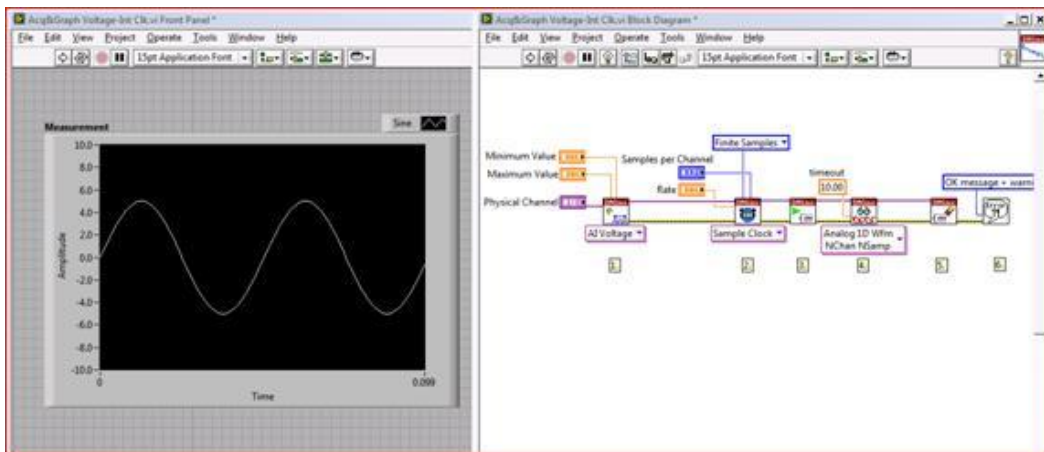 Acq&Graph Voltage-Int Clk.vi Front Panel *
File Edit View Project Operate Tools Window Help
15pt Application Font
Measurement
Sine
10.0
8.0
6.0
4.0
2.0
0.0
-2.0
-4.0
-6.0
-8.0
-10.0
Amplitude
0
0.099
Time
Acq&Graph Voltage-Int Clk.vi Block Diagram *
File Edit View Project Operate Tools Window Help
15pt Application Font
Finite Samples
Minimum Value
Samples per Channel
Maximum Value
timeout
Rate
10.00
OK message + warni
Physical Channel
AI Voltage
Sample Clock
Analog 1D Wfm
NChan NSamp
1.
2.
3.
4.
5.
6.